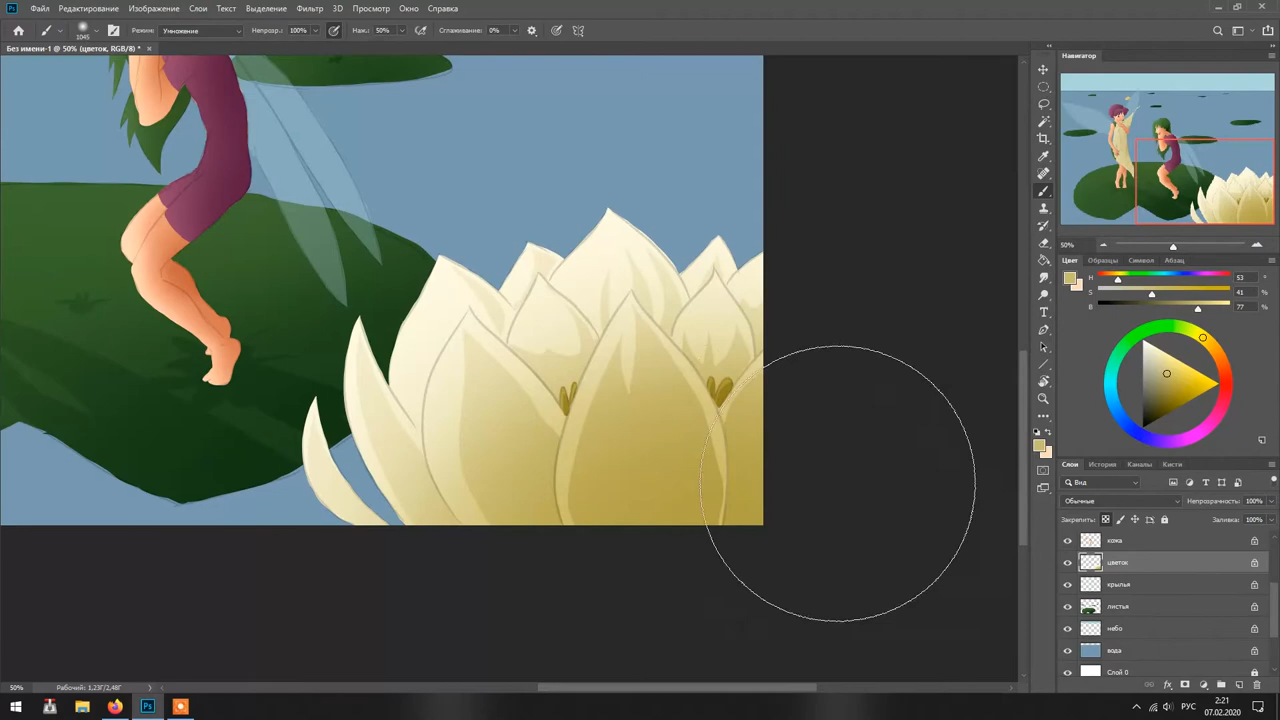 Файл Редактирование Изображение Слои Текст Выделение Фильтр 3D Просмотр Окно Справка
1045 Режим: Умножение Непрозр.: 100% Наж.: 50% Сглаживание: 0%
Без имени-1 @ 50% (цветок, RGB/8) *
Навигатор
50%
Цвет Образцы Символ Абзац
H 53 °
S 41 %
B 77 %
Слои История Каналы Кисти
Вид
Обычные Непрозрачность: 100%
Закрепить: Заливка: 100%
кожа
цветок
крылья
листья
небо
вода
Слой 0
50% Рабочий: 1,23Г/2,48Г
РУС 2:21
07.02.2020